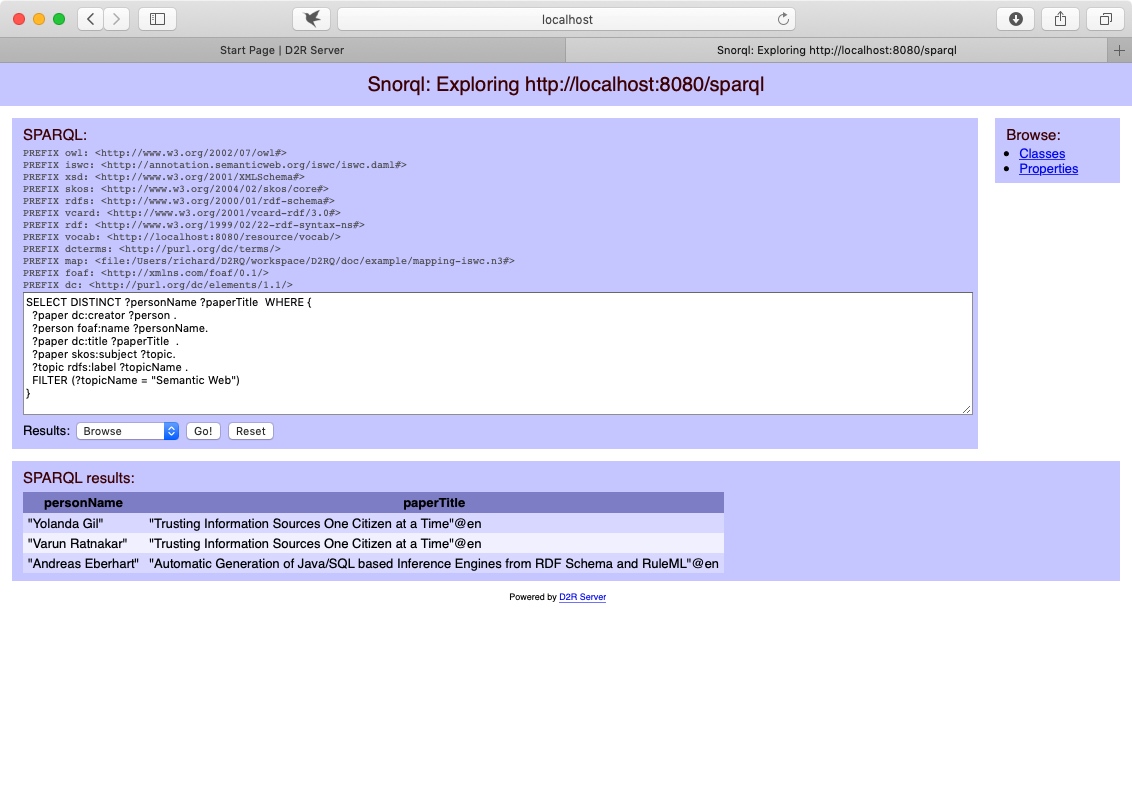 localhost
Start Page | D2R Server
Snorql: Exploring http://localhost:8080/sparql
Snorql: Exploring http://localhost:8080/sparql
SPARQL:
PREFIX owl: <http://www.w3.org/2002/07/owl#>
PREFIX iswc: <http://annotation.semanticweb.org/iswc/iswc.daml#>
PREFIX xsd: <http://www.w3.org/2001/XMLSchema#>
PREFIX skos: <http://www.w3.org/2004/02/skos/core#>
PREFIX rdfs: <http://www.w3.org/2000/01/rdf-schema#>
PREFIX vcard: <http://www.w3.org/2001/vcard-rdf/3.0#>
PREFIX rdf: <http://www.w3.org/1999/02/22-rdf-syntax-ns#>
PREFIX vocab: <http://localhost:8080/resource/vocab/>
PREFIX dcterms: <http://purl.org/dc/terms/>
PREFIX map: <file:/Users/richard/D2RQ/workspace/D2RQ/doc/example/mapping-iswc.n3#>
PREFIX foaf: <http://xmlns.com/foaf/0.1/>
PREFIX dc: <http://purl.org/dc/elements/1.1/>
SELECT DISTINCT ?personName ?paperTitle  WHERE {
?paper dc:creator ?person .
?person foaf:name ?personName.
?paper dc:title ?paperTitle  .
?paper skos:subject ?topic.
?topic rdfs:label ?topicName .
FILTER (?topicName = "Semantic Web")
}
Results: Browse Go! Reset
Browse:
Classes
Properties
SPARQL results:
personName paperTitle
"Yolanda Gil" "Trusting Information Sources One Citizen at a Time"@en
"Varun Ratnakar" "Trusting Information Sources One Citizen at a Time"@en
"Andreas Eberhart" "Automatic Generation of Java/SQL based Inference Engines from RDF Schema and RuleML"@en
Powered by D2R Server